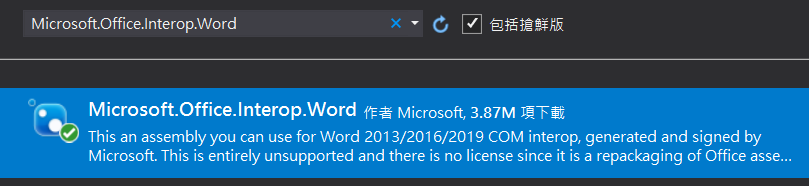 Microsoft.Office.Interop.Word
包括搶鮮版
Microsoft.Office.Interop.Word 作者 Microsoft, 3.87M 項下載
This an assembly you can use for Word 2013/2016/2019 COM interop, generated and signed by
Microsoft. This is entirely unsupported and there is no license since it is a repackaging of Office asse...